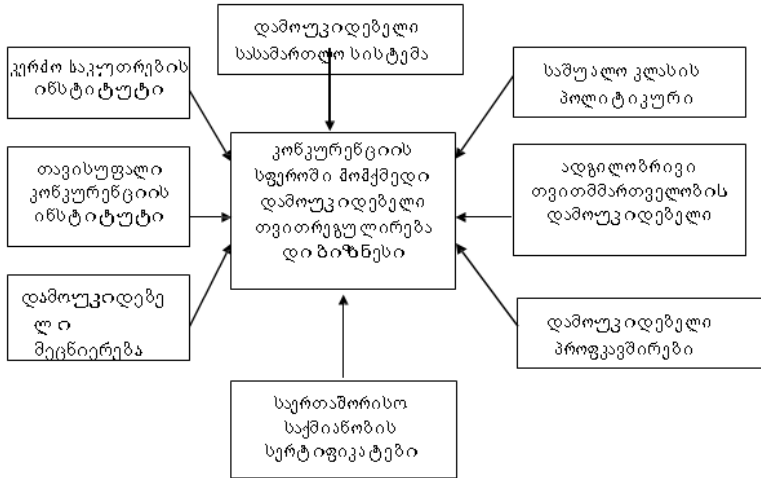 დამოუკიდებელი
სასამართლო სისტემა
კერძო საკუთრების
ინსტიტუტი
საშუალო კლასის
პოლიტიკური
კონკურენციის
სფეროში მოქმედი
დამოუკიდებელი
თვითრეგულირება
დი ბიზნესი
თავისუფალი
კონკურენციის
ინსტიტუტი
ადგილობრივი
თვითმმართველობის
დამოუკიდებელი
დამოუკიდებე
ლი
მეცნიერება
დამოუკიდებელი
პროფკავშირები
საერთაშორისო
საქმიანობის
სერტიფიკატები